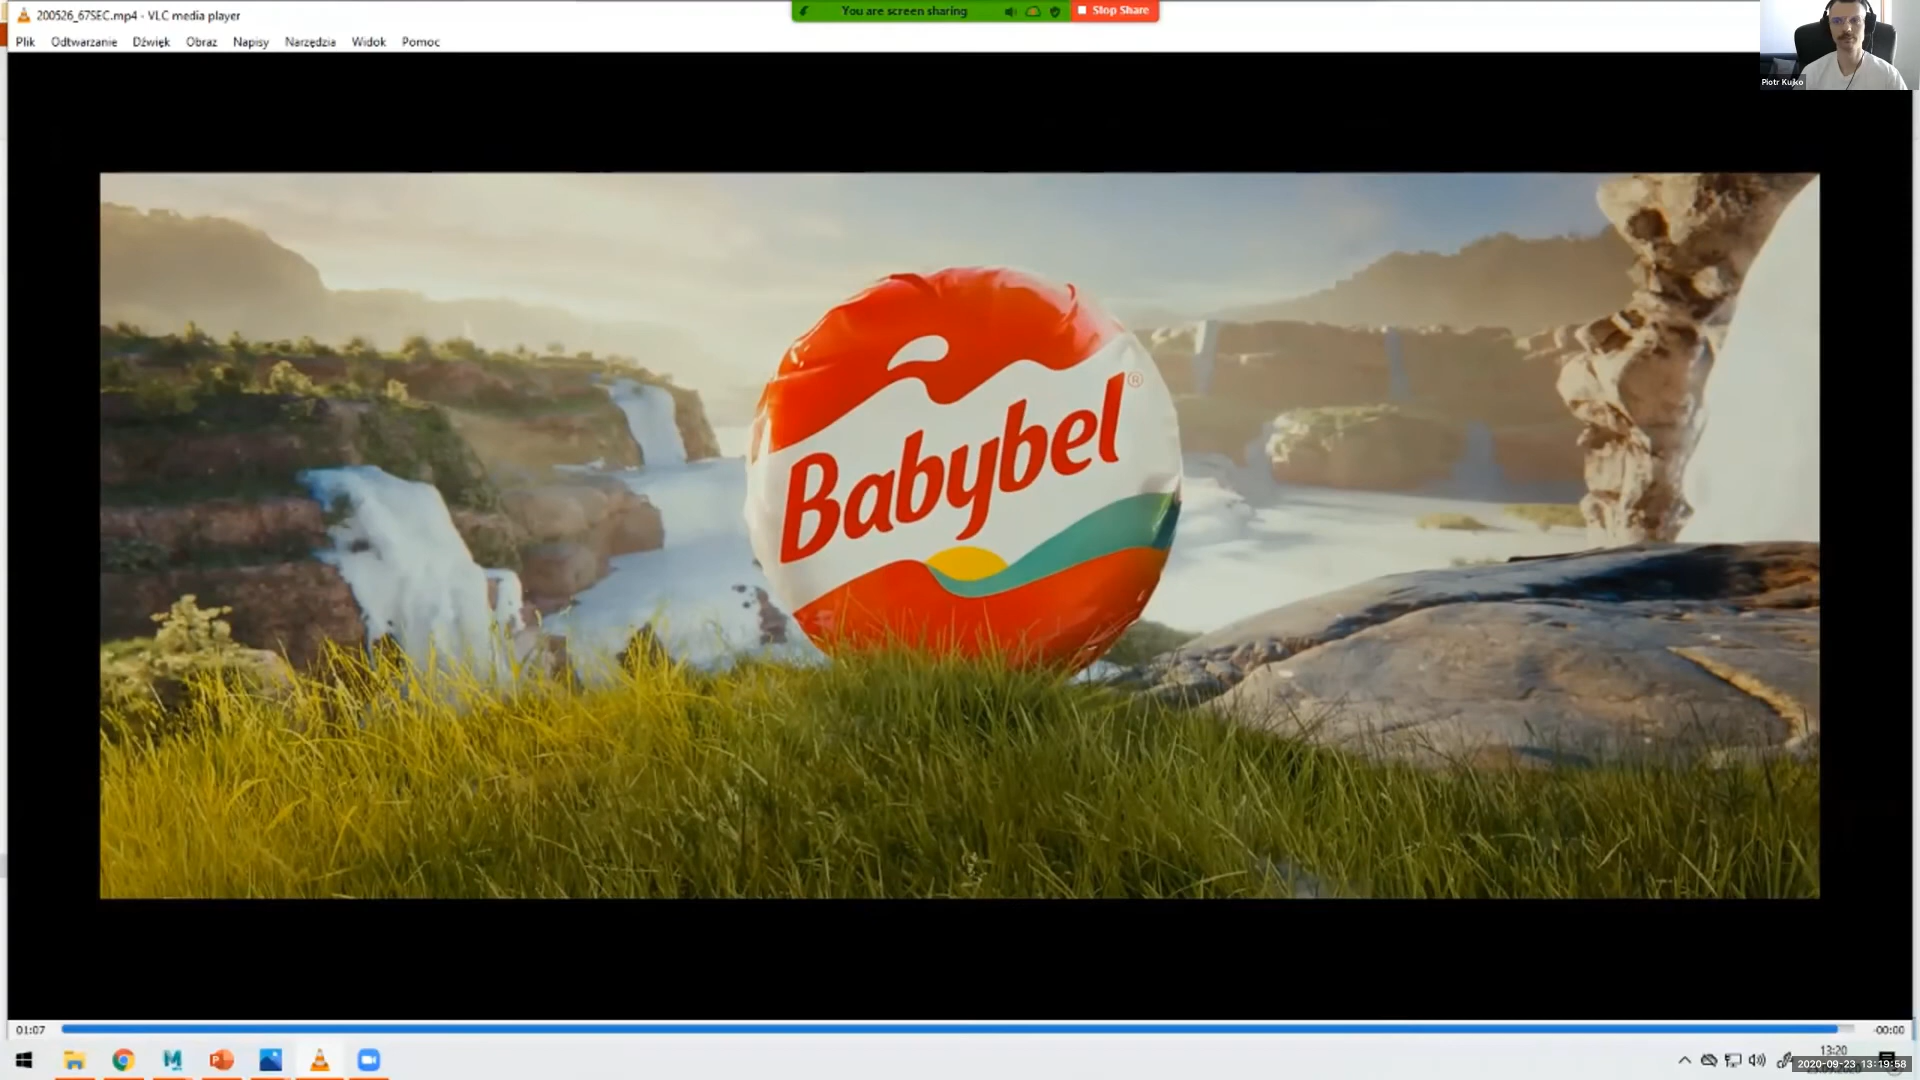 200526_67SEC.mp4 - VLC media player
You are screen sharing
Stop Share
Plik Odtwarzanie Dźwięk Obraz Napisy Narzędzia Widok Pomoc
Piotr Kujko
Babybel®
01:07
-00:00
13:20
2020-09-23 13:19:58